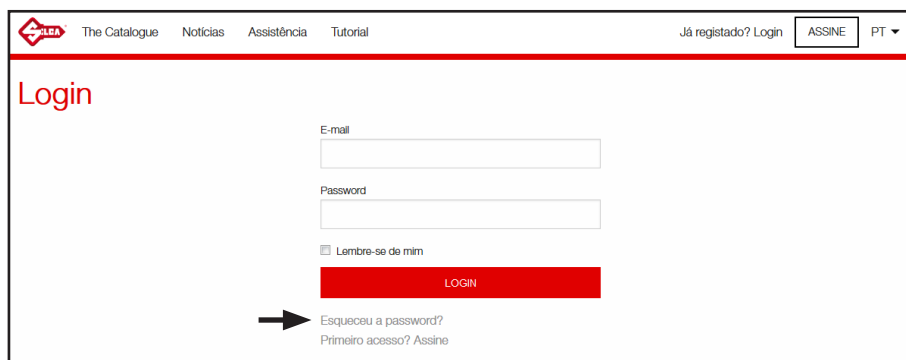 SILCA The Catalogue Notícias Assistência Tutorial Já registado? Login ASSINE PT
Login
E-mail
Password
Lembre-se de mim
LOGIN
Esqueceu a password?
Primeiro acesso? Assine